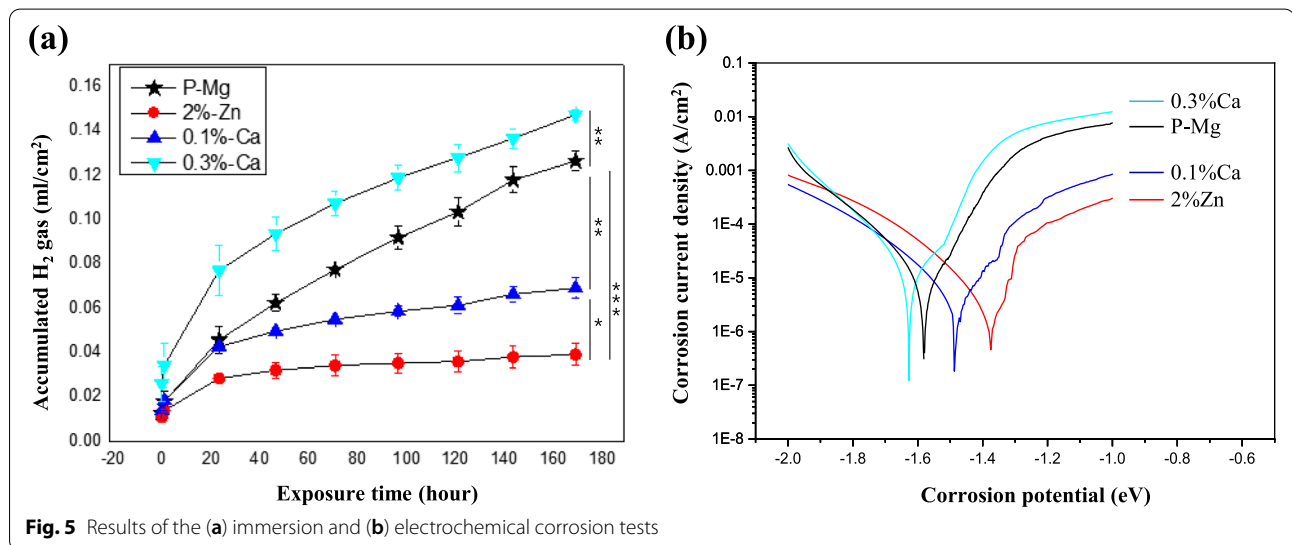 (a)
Accumulated H₂ gas (ml/cm²)
0.16
0.14
0.12
0.10
0.08
0.06
0.04
0.02
0.00
P-Mg
2%-Zn
0.1%-Ca
0.3%-Ca
**
**
*
***
-20 0 20 40 60 80 100 120 140 160 180
Exposure time (hour)
(b)
Corrosion current density (A/cm²)
0.1
0.01
0.001
1E-4
1E-5
1E-6
1E-7
1E-8
0.3%Ca
P-Mg
0.1%Ca
2%Zn
-2.0 -1.8 -1.6 -1.4 -1.2 -1.0 -0.8 -0.6
Corrosion potential (eV)
Fig. 5 Results of the (a) immersion and (b) electrochemical corrosion tests